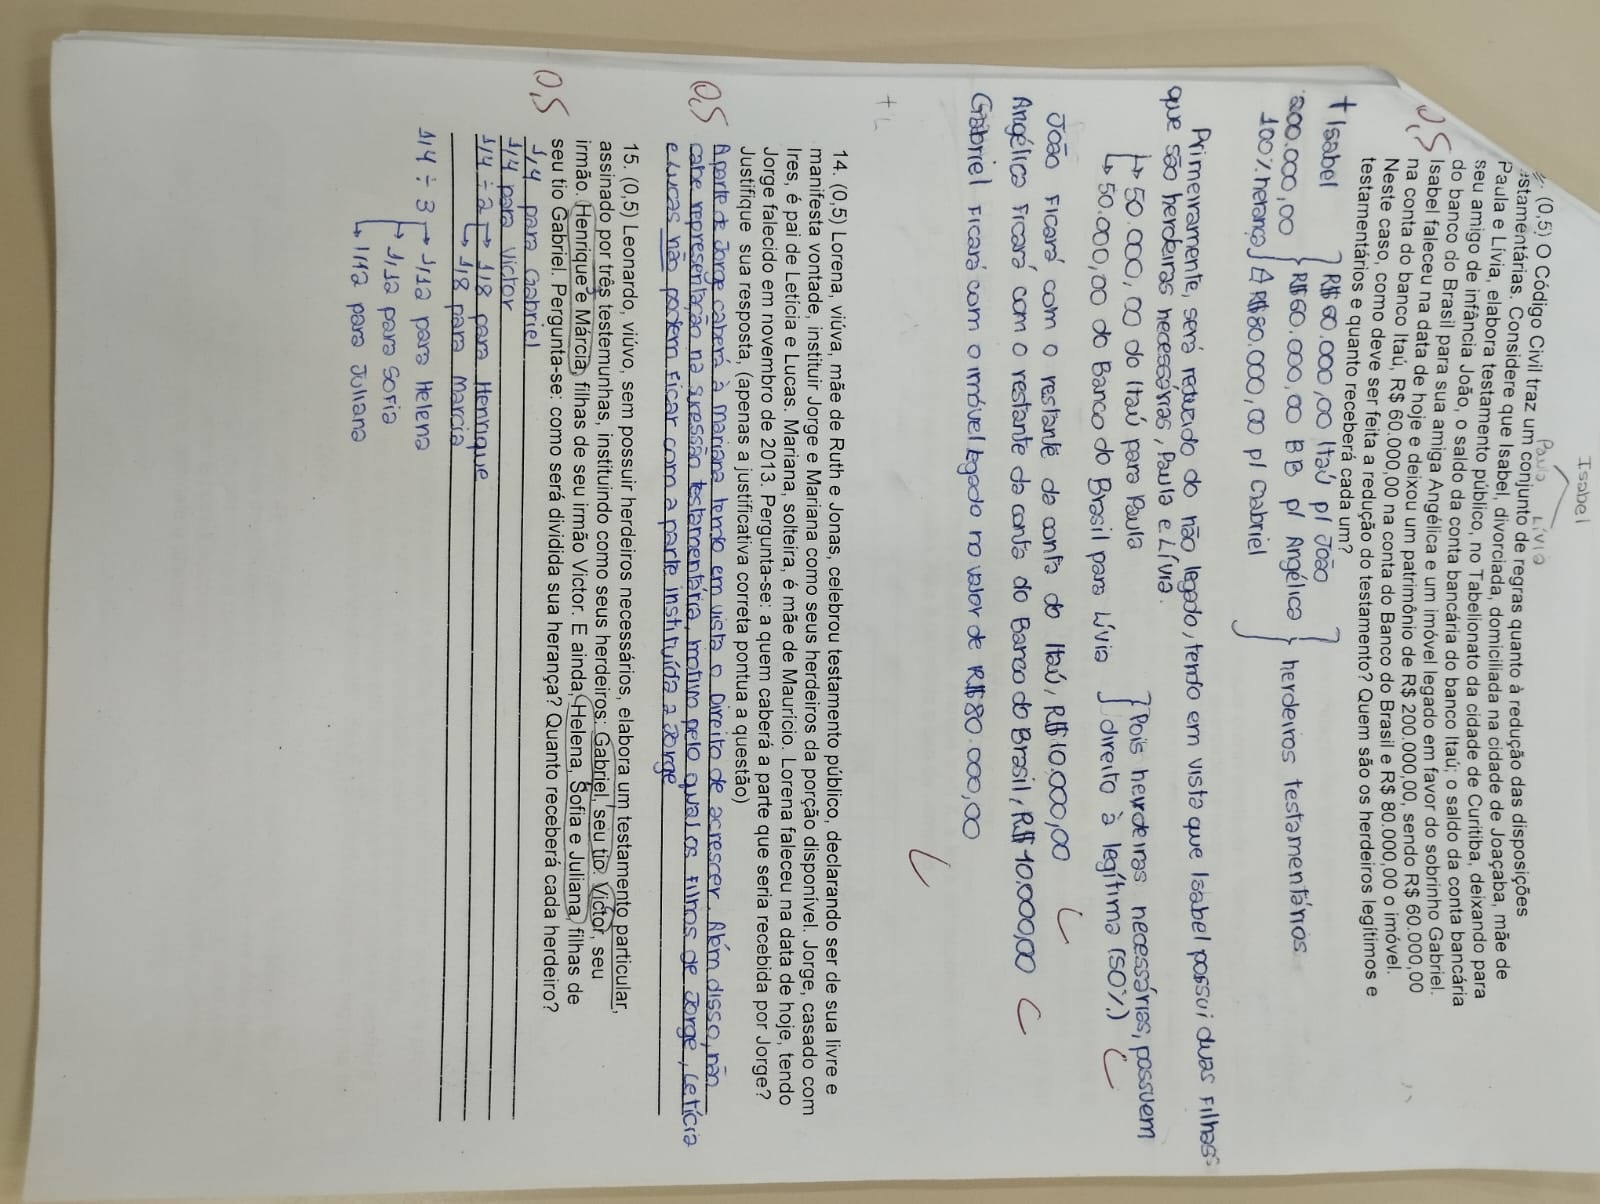 Isabel
Paula Lívia
(0,5) O Código Civil traz um conjunto de regras quanto à redução das disposições
testamentárias. Considere que Isabel, divorciada, domiciliada na cidade de Joaçaba, mãe de
Paula e Lívia, elabora testamento público, no Tabelionato da cidade de Curitiba, deixando para
seu amigo de infância João, o saldo da conta bancária do banco Itaú; o saldo da conta bancária
do banco do Brasil para sua amiga Angélica e um imóvel legado em favor do sobrinho Gabriel.
0,5
Isabel faleceu na data de hoje e deixou um patrimônio de R$ 200.000,00, sendo R$ 60.000,00
na conta do banco Itaú, R$ 60.000,00 na conta do Banco do Brasil e R$ 80.000,00 o imóvel.
Neste caso, como deve ser feita a redução do testamento? Quem são os herdeiros legítimos e
testamentários e quanto receberá cada um?
+ Isabel R$ 60.000,00 Itaú p/ João
200.000,00 R$ 60.000,00 BB p/ Angélica herdeiros testamentários
100% herança R$ 80.000,00 p/ Gabriel
Primeiramente, será reduzido do não legado, tendo em vista que Isabel possui duas filhas
que são herdeiras necessárias, Paula e Lívia.
↳ 50.000,00 do Itaú para Paula } Pois herdeiras necessárias, possuem
↳ 50.000,00 do Banco do Brasil para Lívia } direito à legítima (50%)
João ficará com o restante da conta do Itaú, R$ 10.000,00
Angélica ficará com o restante da conta do Banco do Brasil, R$ 10.000,00
Gabriel ficará com o imóvel legado no valor de R$ 80.000,00
14. (0,5) Lorena, viúva, mãe de Ruth e Jonas, celebrou testamento público, declarando ser de sua livre e
manifesta vontade, instituir Jorge e Mariana como seus herdeiros da porção disponível. Jorge, casado com
Ires, é pai de Letícia e Lucas. Mariana, solteira, é mãe de Mauricio. Lorena faleceu na data de hoje, tendo
Jorge falecido em novembro de 2013. Pergunta-se: a quem caberá a parte que seria recebida por Jorge?
Justifique sua resposta, (apenas a justificativa correta pontua a questão)
0,5
A parte de Jorge caberá à Mariana tendo em vista o Direito de acrescer. Além disso, não
cabe representação na sucessão testamentária, motivo pelo qual os filhos de Jorge, Letícia
e Lucas não podem ficar com a parte instituída a Jorge
15. (0,5) Leonardo, viúvo, sem possuir herdeiros necessários, elabora um testamento particular,
assinado por três testemunhas, instituindo como seus herdeiros: Gabriel, seu tio. Victor, seu
irmão. Henrique e Márcia, filhas de seu irmão Victor. E ainda, Helena, Sofia e Juliana, filhas de
seu tio Gabriel. Pergunta-se: como será dividida sua herança? Quanto receberá cada herdeiro?
0,5
1/4 para Gabriel
1/4 para Victor
1/4 ÷ 2 → 1/8 para Henrique
↳ 1/8 para Marcia
1/4 ÷ 3 → 1/12 para Helena
↳ 1/12 para Sofia
↳ 1/12 para Juliana